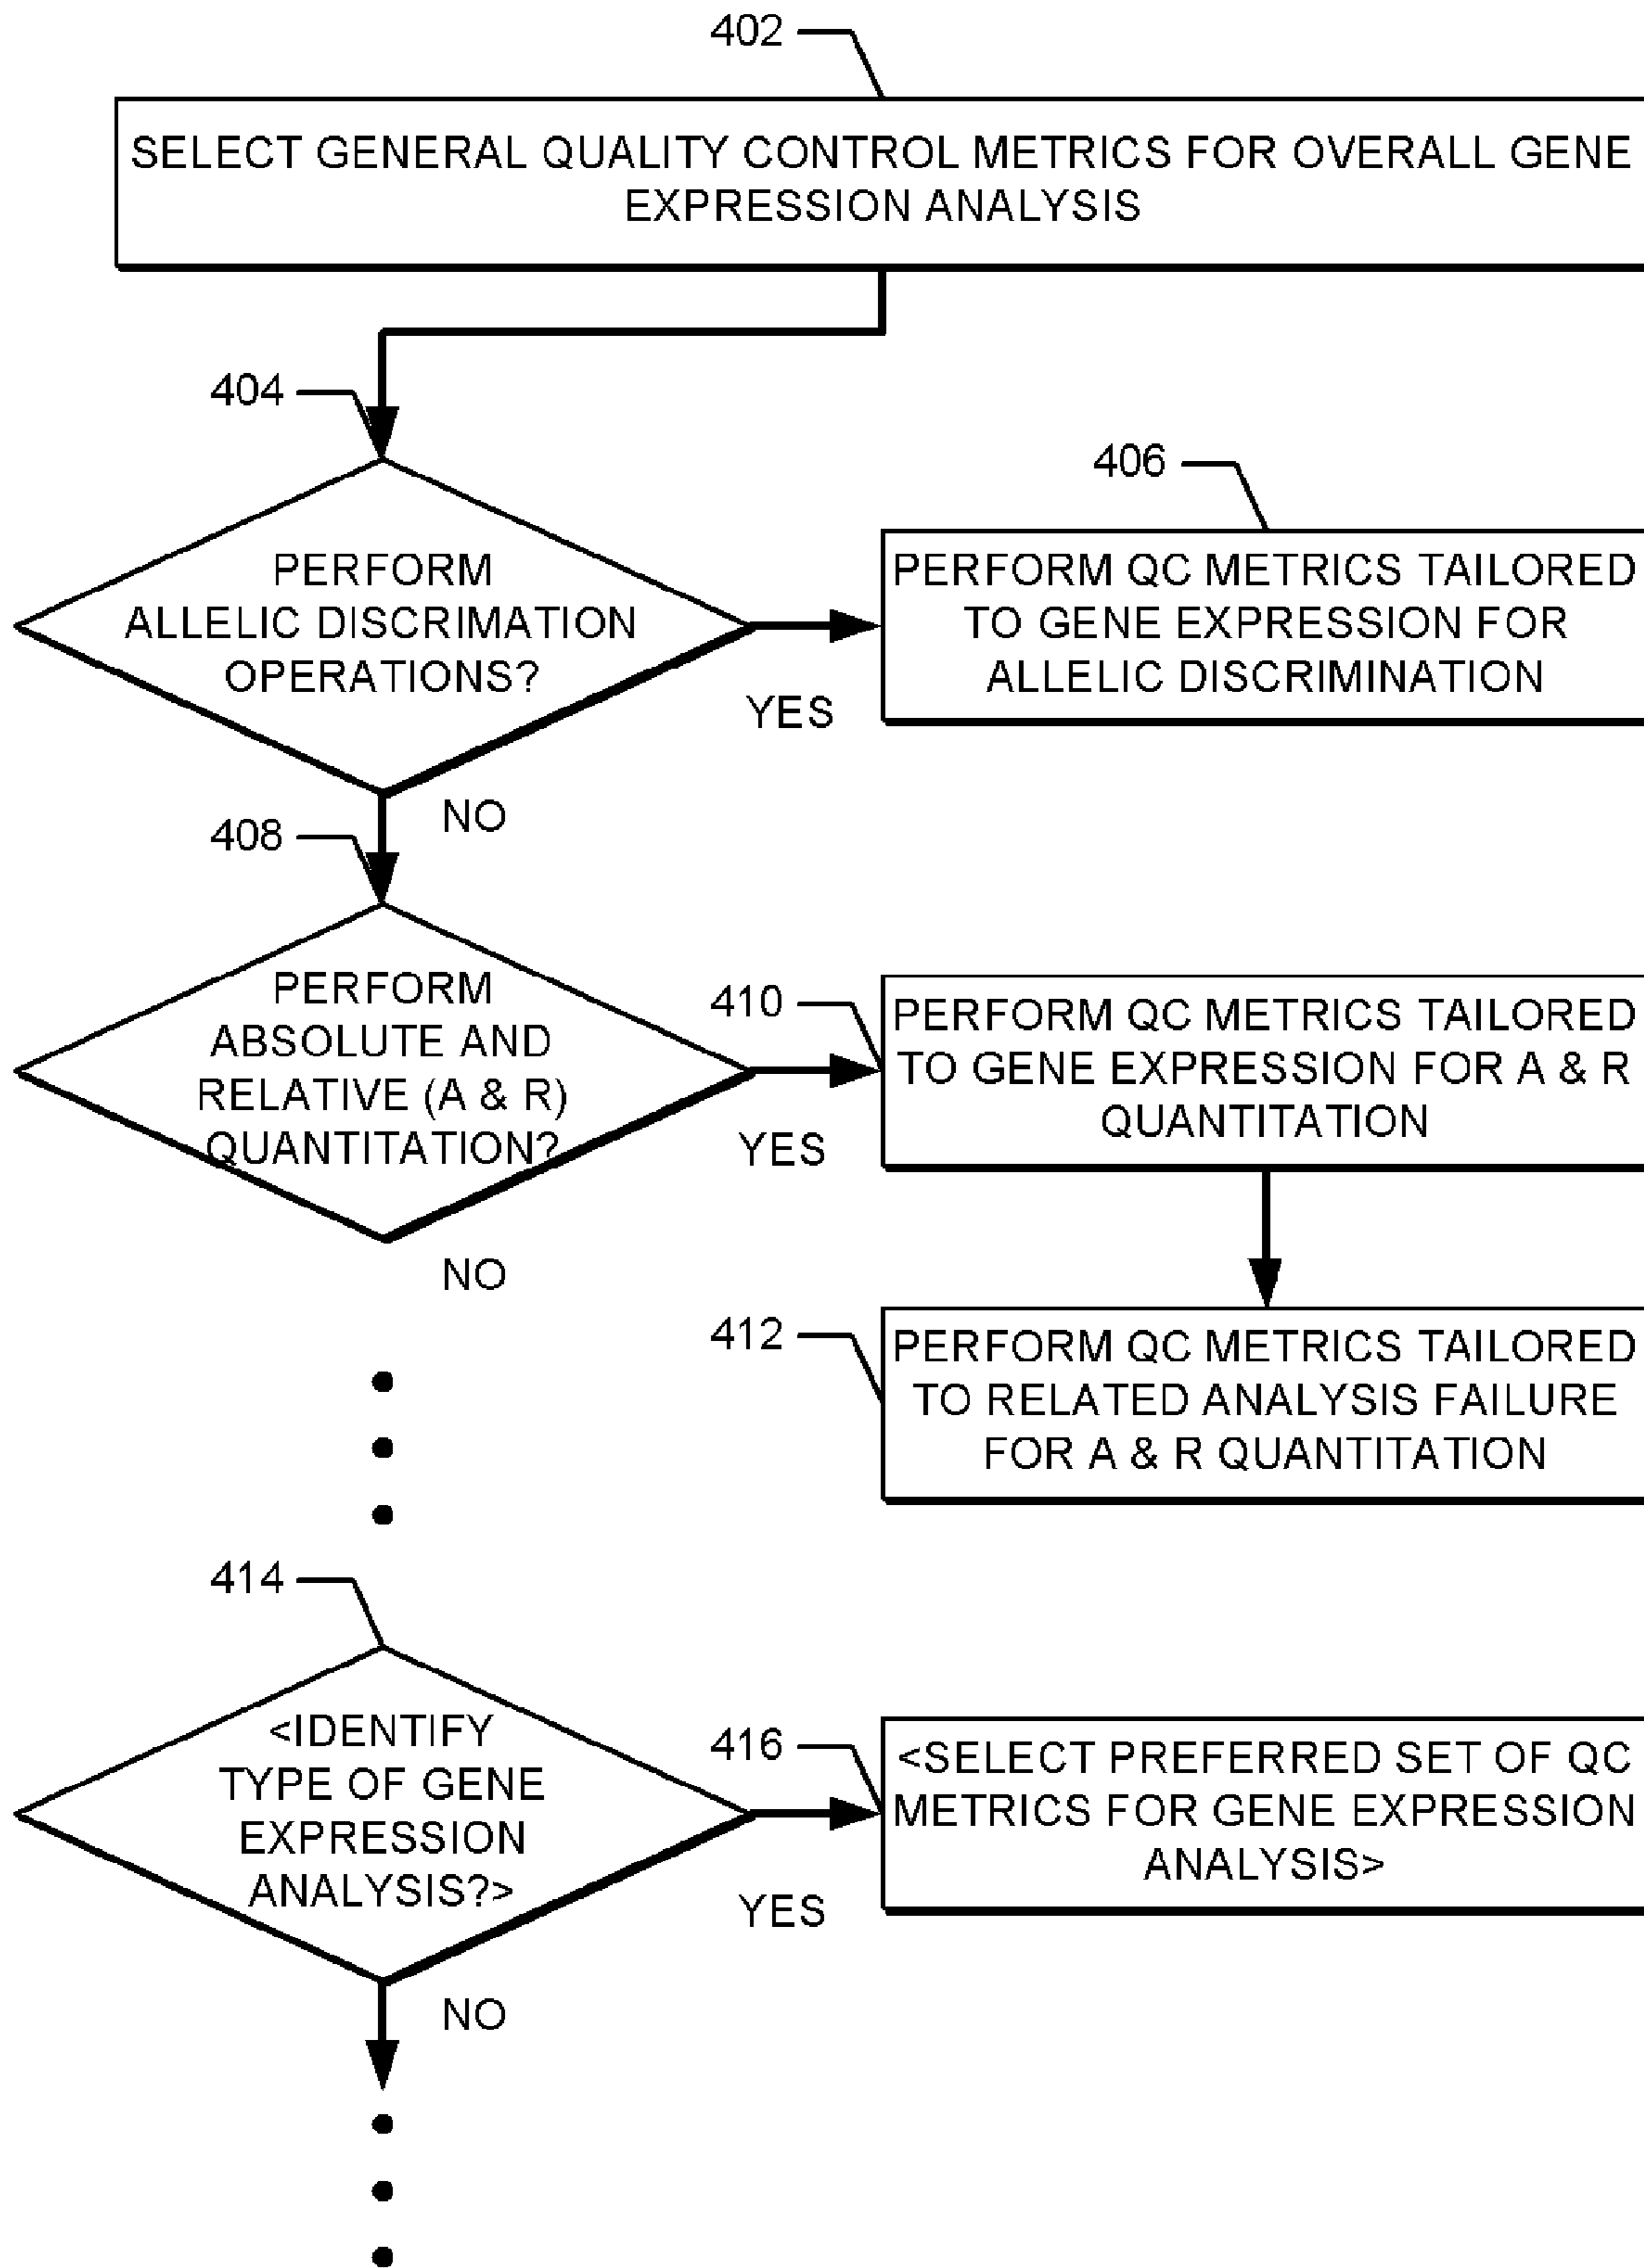 402
SELECT GENERAL QUALITY CONTROL METRICS FOR OVERALL GENE
EXPRESSION ANALYSIS
404
PERFORM
ALLELIC DISCRIMATION
OPERATIONS?
YES
NO
406
PERFORM QC METRICS TAILORED
TO GENE EXPRESSION FOR
ALLELIC DISCRIMINATION
408
PERFORM
ABSOLUTE AND
RELATIVE (A & R)
QUANTITATION?
YES
NO
410
PERFORM QC METRICS TAILORED
TO GENE EXPRESSION FOR A & R
QUANTITATION
412
PERFORM QC METRICS TAILORED
TO RELATED ANALYSIS FAILURE
FOR A & R QUANTITATION
414
<IDENTIFY
TYPE OF GENE
EXPRESSION
ANALYSIS?>
YES
NO
416
<SELECT PREFERRED SET OF QC
METRICS FOR GENE EXPRESSION
ANALYSIS>